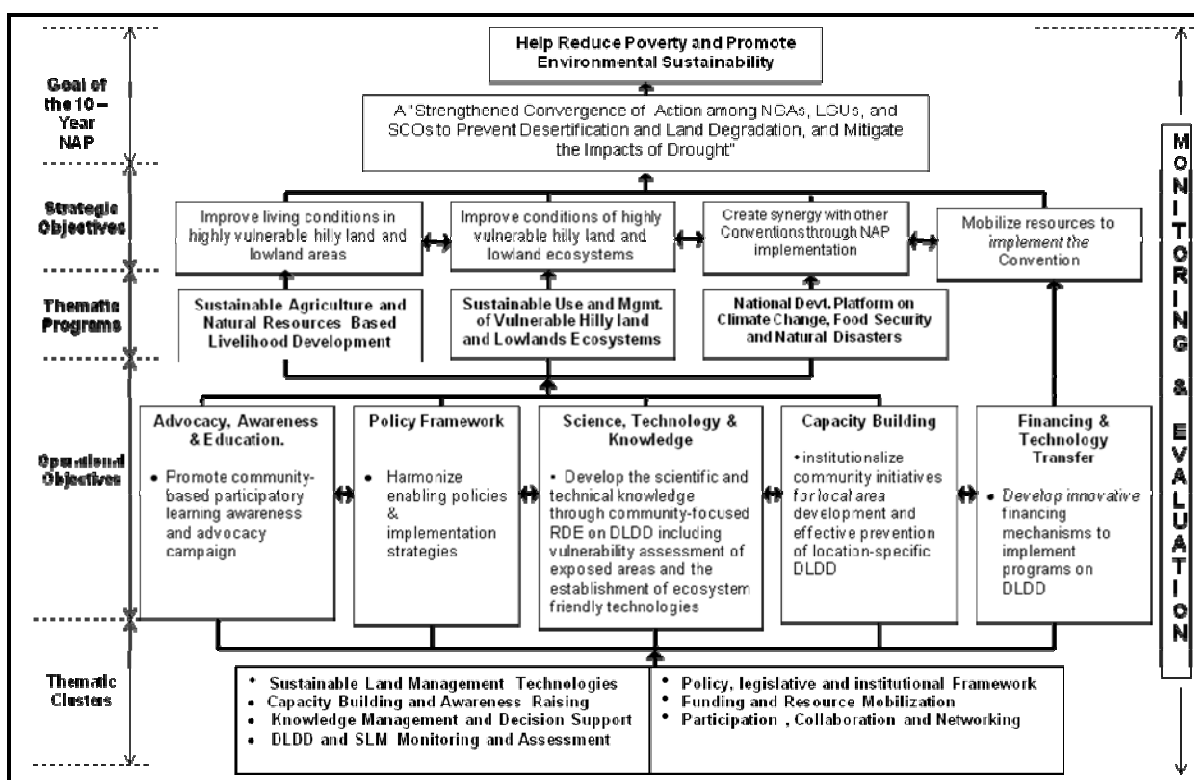 Help Reduce Poverty and Promote
Environmental Sustainability
Goal of
the 10 –
Year
NAP
A "Strengthened Convergence of Action among NGAs, LGUs, and
SCOs to Prevent Desertification and Land Degradation, and Mitigate
the Impacts of Drought"
Strategic
Objectives
Improve living conditions in
highly vulnerable hilly land and
lowland areas
Improve conditions of highly
vulnerable hilly land and
lowland ecosystems
Create synergy with other
Conventions through NAP
implementation
Mobilize resources to
implement the
Convention
Thematic
Programs
Sustainable Agriculture and
Natural Resources Based
Livelihood Development
Sustainable Use and Mgmt.
of Vulnerable Hilly land
and Lowlands Ecosystems
National Devt. Platform on
Climate Change, Food Security
and Natural Disasters
Operational
Objectives
Advocacy, Awareness
& Education.
• Promote community-
based participatory
learning awareness
and advocacy
campaign
Policy Framework
• Harmonize
enabling policies
&
implementation
strategies
Science, Technology &
Knowledge
• Develop the scientific and
technical knowledge
through community-focused
RDE on DLDD including
vulnerability assessment of
exposed areas and the
establishment of ecosystem
friendly technologies
Capacity Building
• institutionalize
community initiatives
for local area
development and
effective prevention
of location-specific
DLDD
Financing &
Technology
Transfer
• Develop innovative
financing
mechanisms to
implement
programs on
DLDD
Thematic
Clusters
* Sustainable Land Management Technologies
• Capacity Building and Awareness Raising
• Knowledge Management and Decision Support
• DLDD and SLM Monitoring and Assessment
• Policy, legislative and institutional Framework
• Funding and Resource Mobilization
• Participation , Collaboration and Networking
MONITORING & EVALUATION